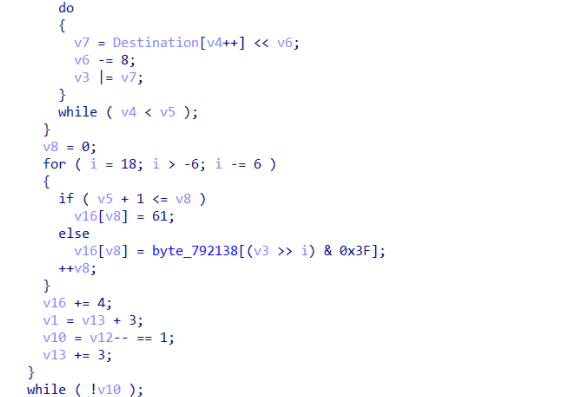 do
{
v7 = Destination[v4++] << v6;
v6 -= 8;
v3 |= v7;
}
while ( v4 < v5 );
}
v8 = 0;
for ( i = 18; i > -6; i -= 6 )
{
if ( v5 + 1 <= v8 )
v16[v8] = 61;
else
v16[v8] = byte_792138[(v3 >> i) & 0x3F];
++v8;
}
v16 += 4;
v1 = v13 + 3;
v10 = v12-- == 1;
v13 += 3;
}
while ( !v10 );